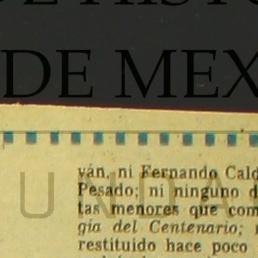 DE MEX
ván, ni Fernando Cald
Pesado; ni ninguno d
tas menores que com
gia del Centenario;
restituido hace poco